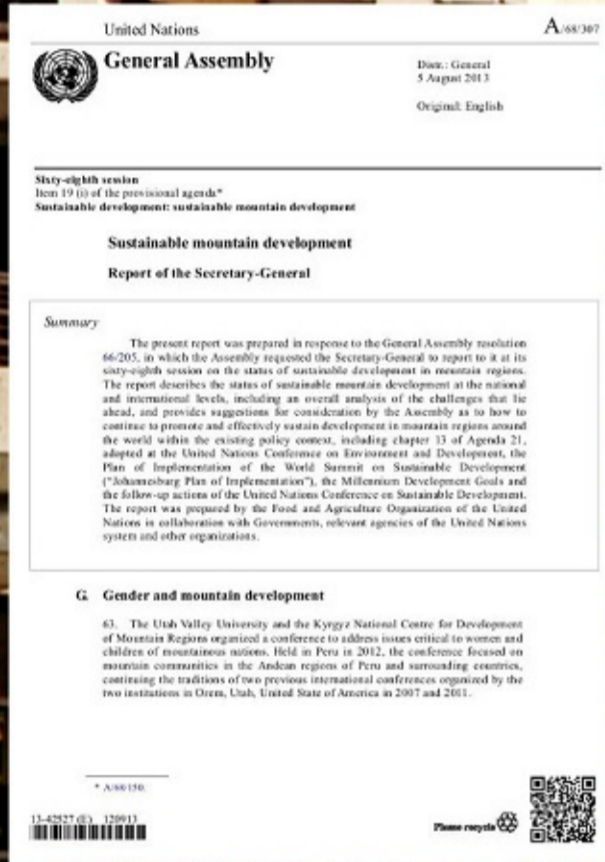 United Nations
A/68/307
General Assembly
Distr.: General
5 August 2013
Original: English
Sixty-eighth session
Item 19 (i) of the provisional agenda*
Sustainable development: sustainable mountain development
Sustainable mountain development
Report of the Secretary-General
Summary
The present report was prepared in response to the General Assembly resolution
66/205, in which the Assembly requested the Secretary-General to report to it at its
sixty-eighth session on the status of sustainable development in mountain regions.
The report describes the status of sustainable mountain development at the national
and international levels, including an overall analysis of the challenges that lie
ahead, and provides suggestions for consideration by the Assembly as to how to
continue to promote and effectively sustain development in mountain regions around
the world within the existing policy context, including chapter 13 of Agenda 21,
adopted at the United Nations Conference on Environment and Development, the
Plan of Implementation of the World Summit on Sustainable Development
("Johannesburg Plan of Implementation"), the Millennium Development Goals and
the follow-up actions of the United Nations Conference on Sustainable Development.
The report was prepared by the Food and Agriculture Organization of the United
Nations in collaboration with Governments, relevant agencies of the United Nations
system and other organizations.
G. Gender and mountain development
63. The Utah Valley University and the Kyrgyz National Centre for Development
of Mountain Regions organized a conference to address issues critical to women and
children of mountainous nations. Held in Peru in 2012, the conference focused on
mountain communities in the Andean regions of Peru and surrounding countries,
continuing the traditions of two previous international conferences organized by the
two institutions in Orem, Utah, United State of America in 2007 and 2011.
* A/68/150.
13-42527 (E) 120913
Please recycle